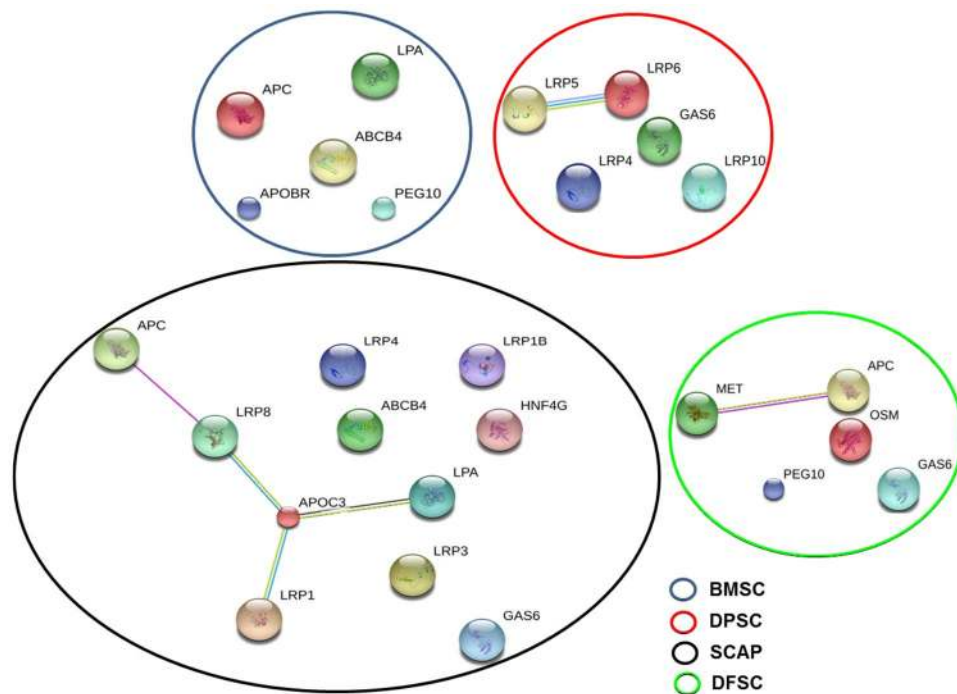 LPA
APC
ABCB4
APOBR
PEG10
LRP6
LRP5
GAS6
LRP4
LRP10
APC
LRP4
LRP1B
LRP8
ABCB4
HNF4G
LPA
APOC3
LRP3
LRP1
GAS6
APC
MET
OSM
PEG10
GAS6
BMSC
DPSC
SCAP
DFSC